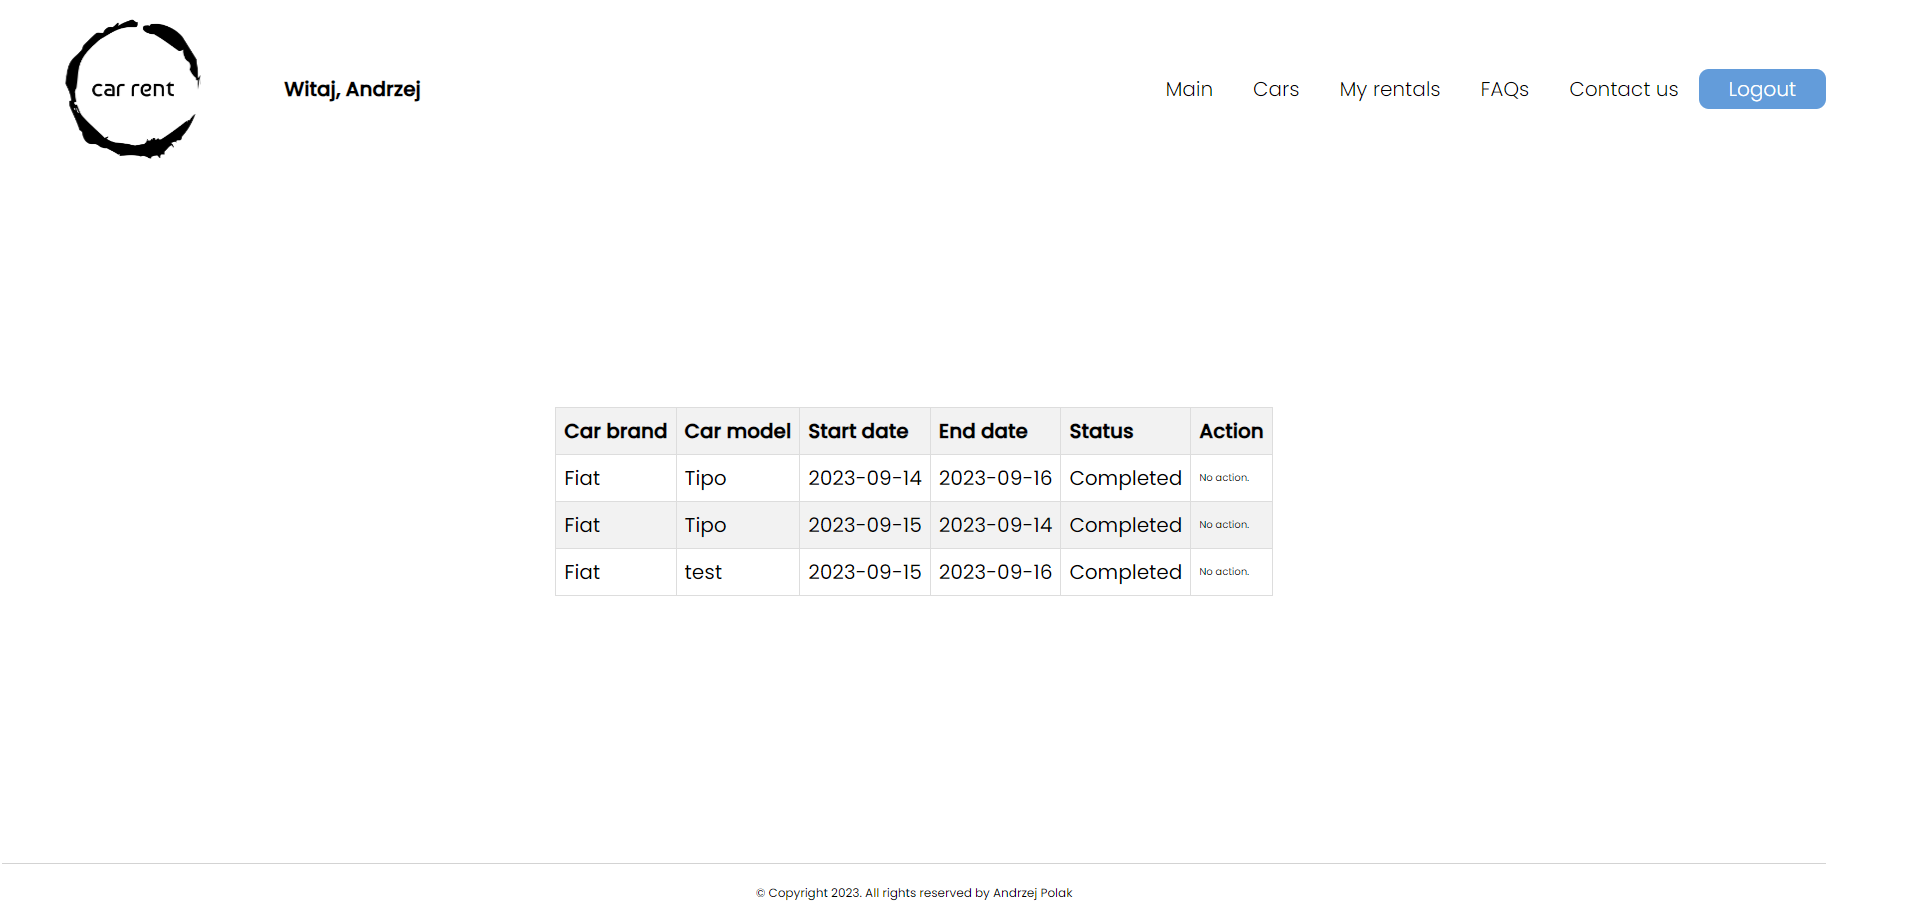 car rent
Witaj, Andrzej
Main Cars My rentals FAQs Contact us Logout
Car brand Car model Start date End date Status Action
Fiat Tipo 2023-09-14 2023-09-16 Completed No action.
Fiat Tipo 2023-09-15 2023-09-14 Completed No action.
Fiat test 2023-09-15 2023-09-16 Completed No action.
© Copyright 2023. All rights reserved by Andrzej Polak